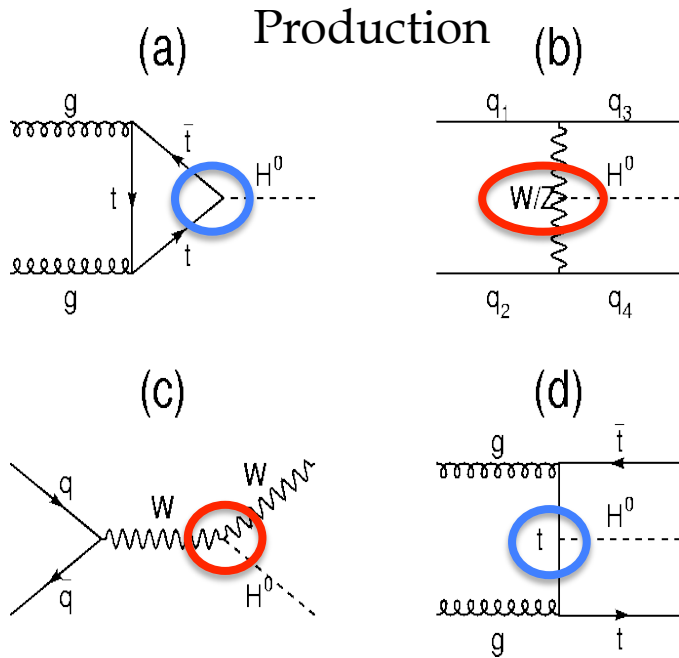 Production
(a)
g
t̅
H⁰
t
t
g
(b)
q₁
q₃
W/Z
H⁰
q₂
q₄
(c)
q
W
W
q̅
H⁰
(d)
g
t̅
t
H⁰
g
t